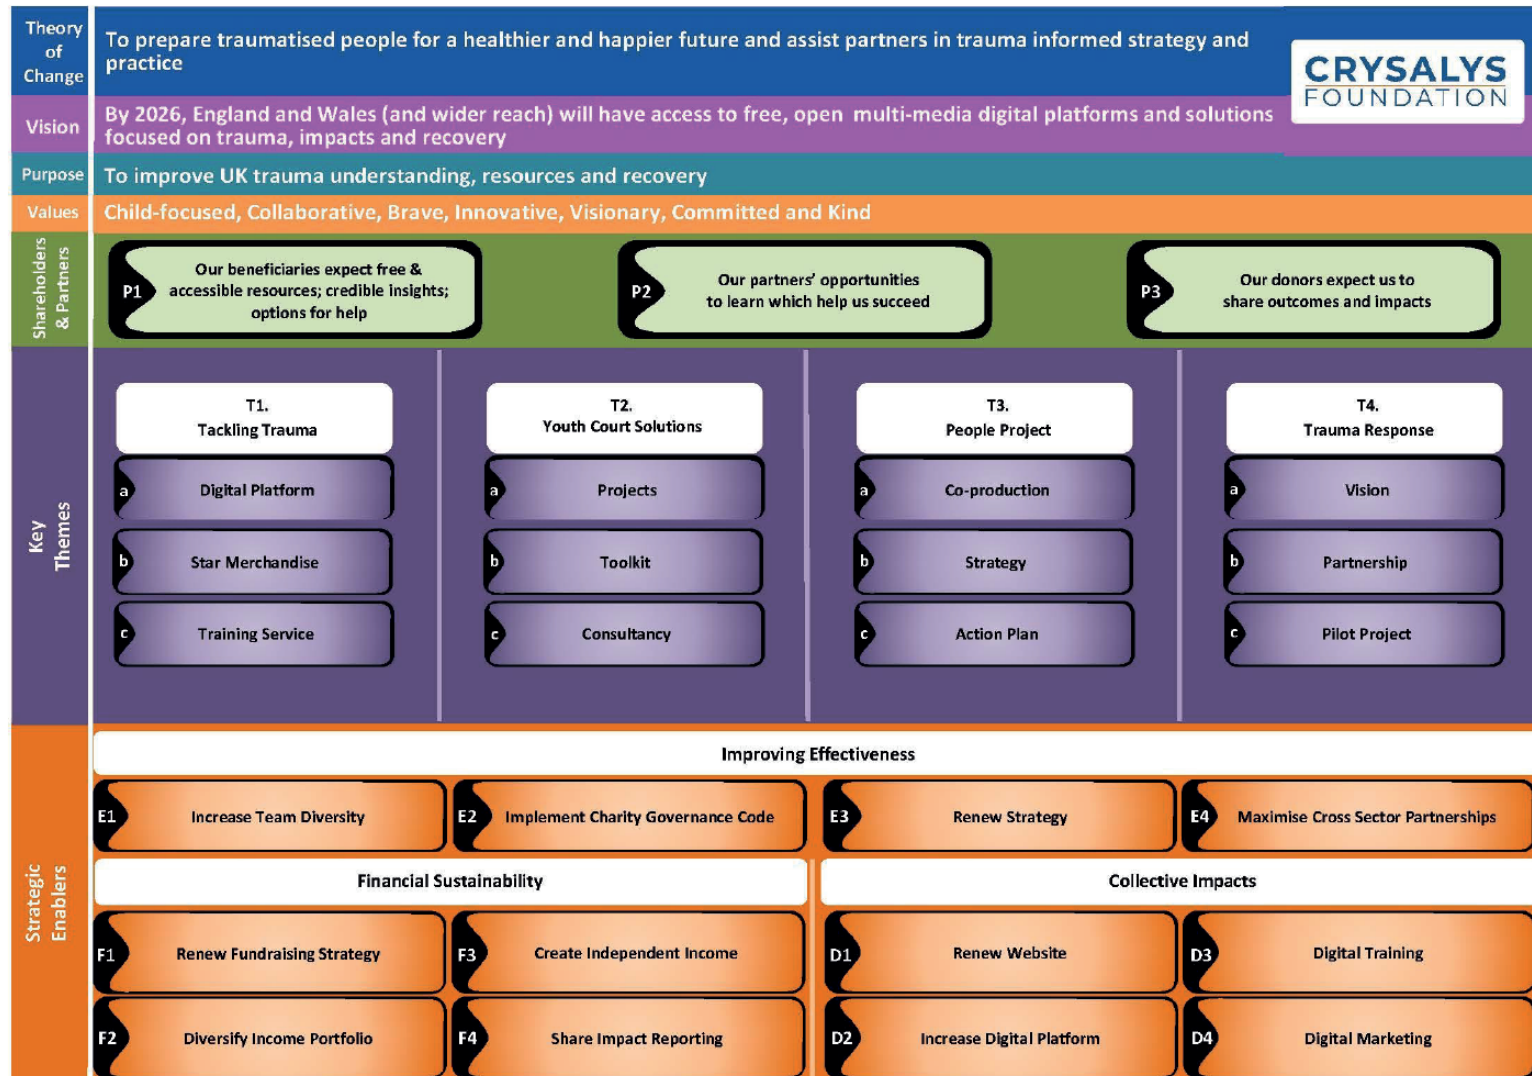 Theory
of
Change
To prepare traumatised people for a healthier and happier future and assist partners in trauma informed strategy and
practice
CRYSALYS
FOUNDATION
Vision
By 2026, England and Wales (and wider reach) will have access to free, open multi-media digital platforms and solutions
focused on trauma, impacts and recovery
Purpose
To improve UK trauma understanding, resources and recovery
Values
Child-focused, Collaborative, Brave, Innovative, Visionary, Committed and Kind
Shareholders
& Partners
P1
Our beneficiaries expect free &
accessible resources; credible insights;
options for help
P2
Our partners’ opportunities
to learn which help us succeed
P3
Our donors expect us to
share outcomes and impacts
Key
Themes
T1.
Tackling Trauma
a
Digital Platform
b
Star Merchandise
c
Training Service
T2.
Youth Court Solutions
a
Projects
b
Toolkit
c
Consultancy
T3.
People Project
a
Co-production
b
Strategy
c
Action Plan
T4.
Trauma Response
a
Vision
b
Partnership
c
Pilot Project
Strategic
Enablers
Improving Effectiveness
E1
Increase Team Diversity
E2
Implement Charity Governance Code
E3
Renew Strategy
E4
Maximise Cross Sector Partnerships
Financial Sustainability
F1
Renew Fundraising Strategy
F3
Create Independent Income
F2
Diversify Income Portfolio
F4
Share Impact Reporting
Collective Impacts
D1
Renew Website
D3
Digital Training
D2
Increase Digital Platform
D4
Digital Marketing